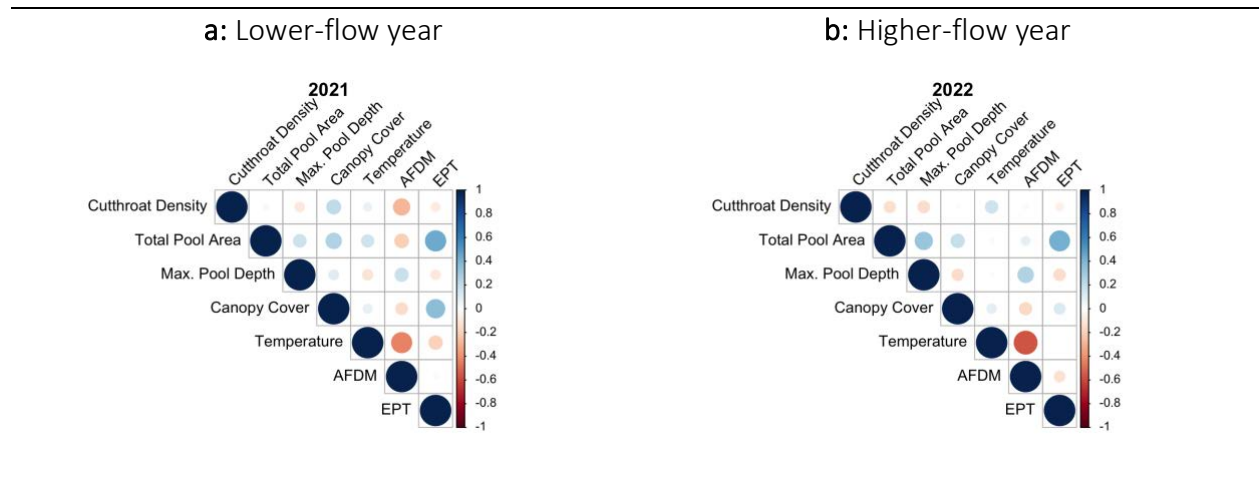 a: Lower-flow year
2021
Cutthroat Density
Total Pool Area
Max. Pool Depth
Canopy Cover
Temperature
AFDM
EPT
Cutthroat Density
Total Pool Area
Max. Pool Depth
Canopy Cover
Temperature
AFDM
EPT
1
0.8
0.6
0.4
0.2
0
-0.2
-0.4
-0.6
-0.8
-1
b: Higher-flow year
2022
Cutthroat Density
Total Pool Area
Max. Pool Depth
Canopy Cover
Temperature
AFDM
EPT
Cutthroat Density
Total Pool Area
Max. Pool Depth
Canopy Cover
Temperature
AFDM
EPT
1
0.8
0.6
0.4
0.2
0
-0.2
-0.4
-0.6
-0.8
-1